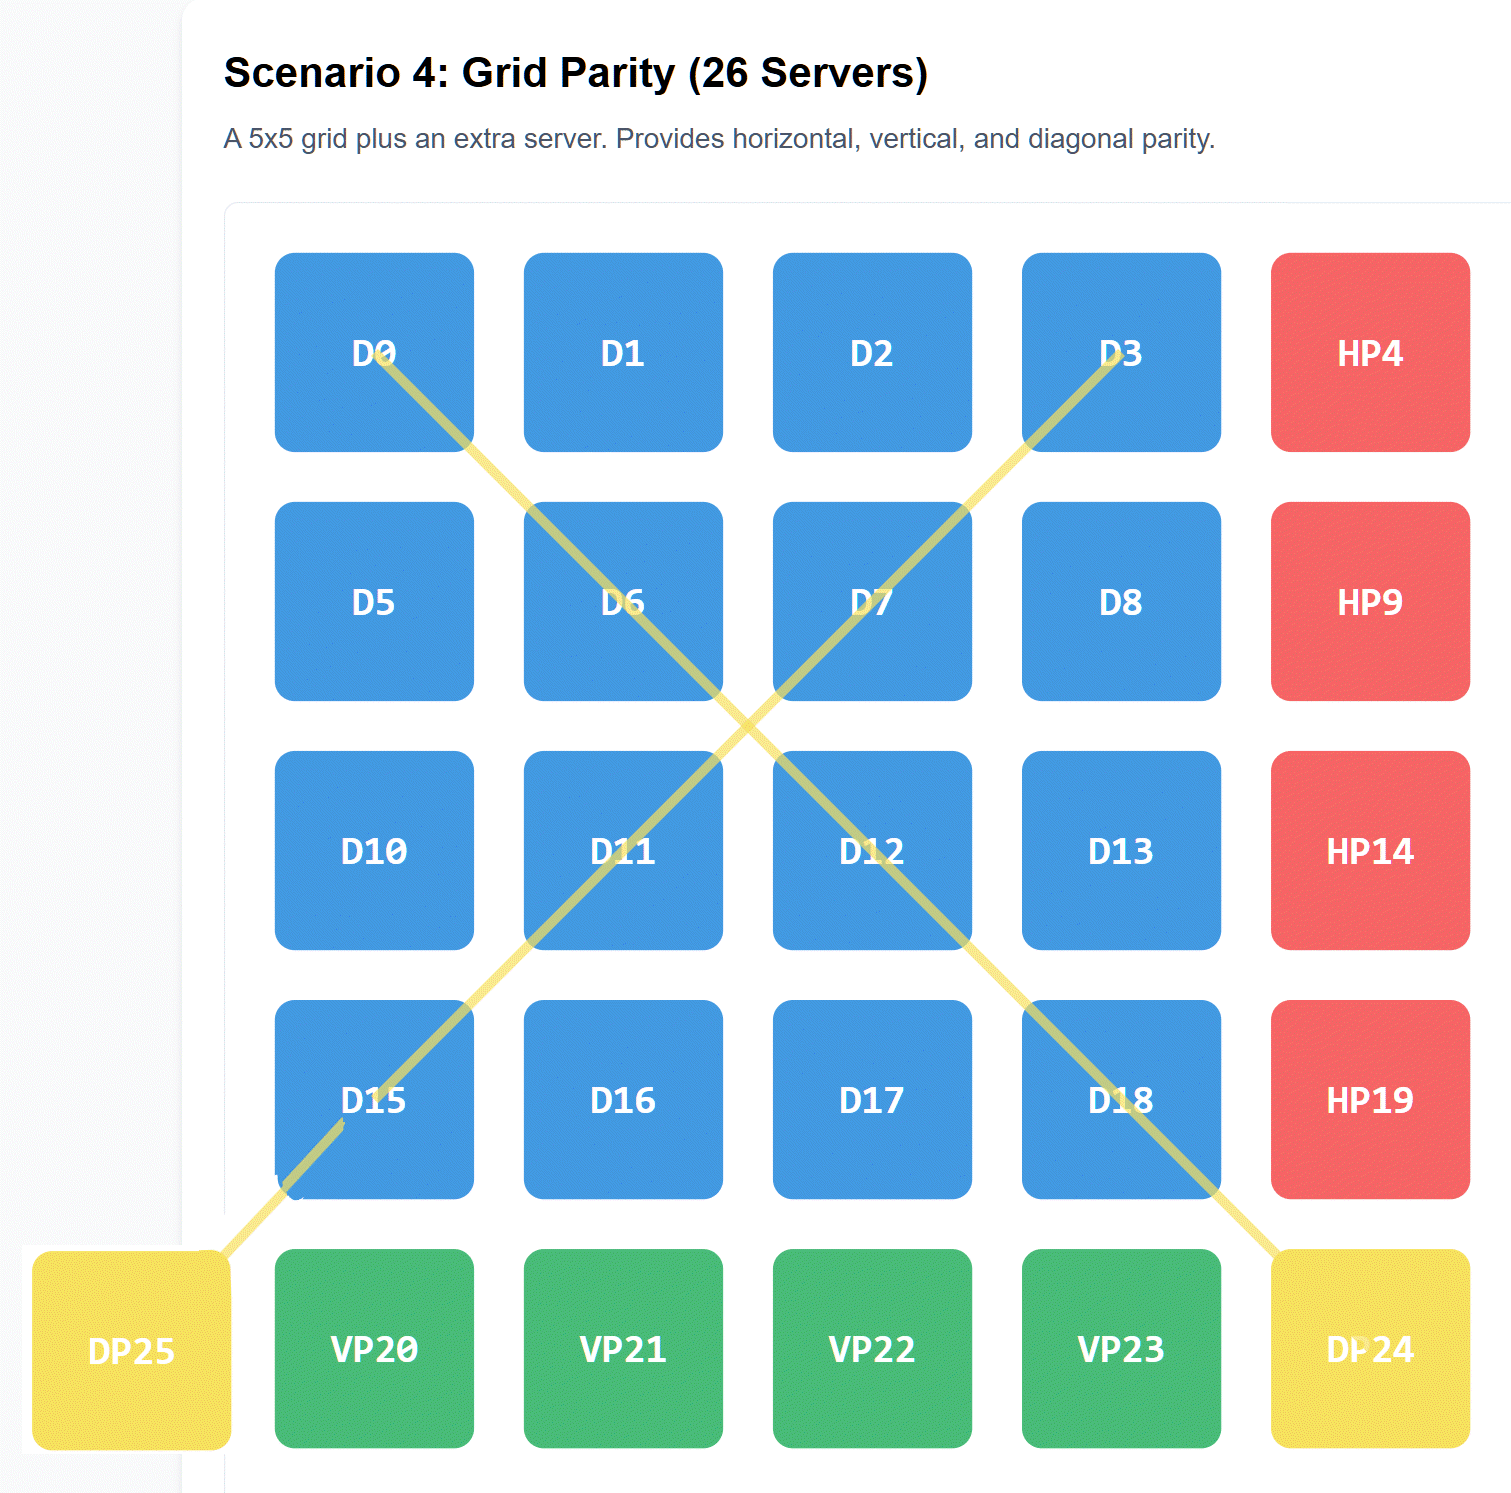 Scenario 4: Grid Parity (26 Servers)
A 5x5 grid plus an extra server. Provides horizontal, vertical, and diagonal parity.
D0 D1 D2 D3 HP4
D5 D6 D7 D8 HP9
D10 D11 D12 D13 HP14
D15 D16 D17 D18 HP19
DP25 VP20 VP21 VP22 VP23 DP24